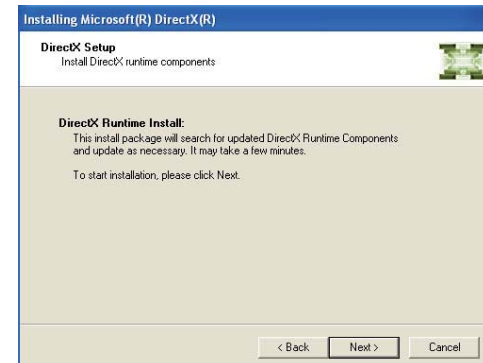 Installing Microsoft(R) DirectX(R)
DirectX Setup
Install DirectX runtime components
DirectX Runtime Install:
This install package will search for updated DirectX Runtime Components
and update as necessary. It may take a few minutes.
To start installation, please click Next.
< Back Next > Cancel